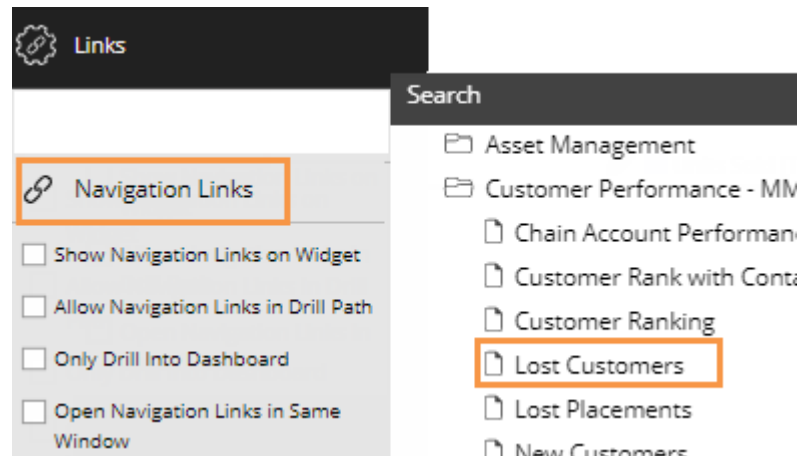 Links
Navigation Links
Show Navigation Links on Widget
Allow Navigation Links in Drill Path
Only Drill Into Dashboard
Open Navigation Links in Same
Window
Search
Asset Management
Customer Performance - MM
Chain Account Performanc
Customer Rank with Conta
Customer Ranking
Lost Customers
Lost Placements
New Customers